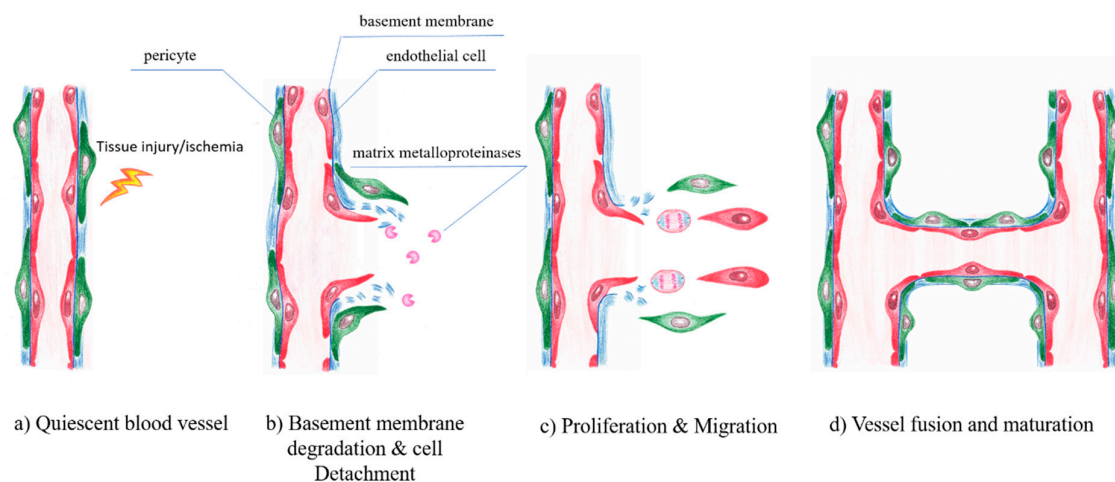 basement membrane
pericyte
endothelial cell
Tissue injury/ischemia
matrix metalloproteinases
a) Quiescent blood vessel
b) Basement membrane
degradation & cell
Detachment
c) Proliferation & Migration
d) Vessel fusion and maturation